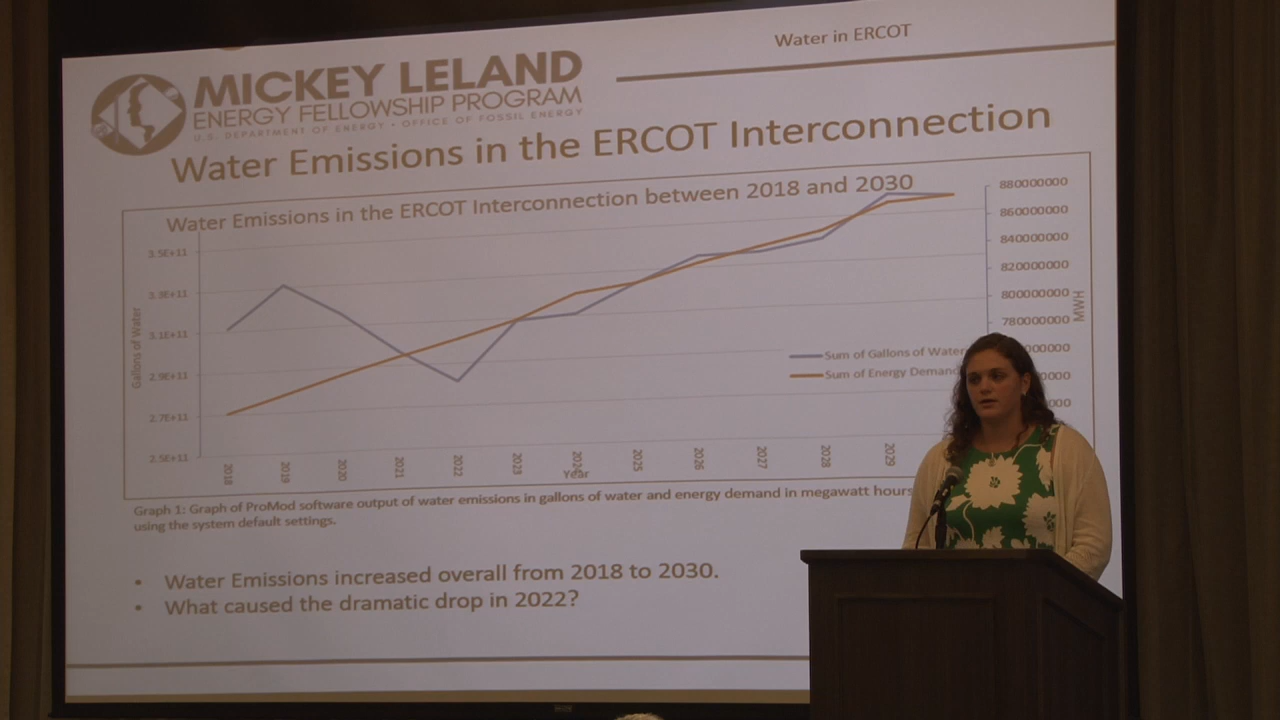 Water in ERCOT
MICKEY LELAND
ENERGY FELLOWSHIP PROGRAM
U.S. DEPARTMENT OF ENERGY • OFFICE OF FOSSIL ENERGY
Water Emissions in the ERCOT Interconnection
Water Emissions in the ERCOT Interconnection between 2018 and 2030
3.5E+11
3.3E+11
3.1E+11
2.9E+11
2.7E+11
2.5E+11
Gallons of Water
880000000
860000000
840000000
820000000
800000000
780000000
MWH
Sum of Gallons of Water
Sum of Energy Demand
2018 2019 2020 2021 2022 2023 2024 2025 2026 2027 2028 2029
Year
Graph 1: Graph of ProMod software output of water emissions in gallons of water and energy demand in megawatt hours
using the system default settings.
• Water Emissions increased overall from 2018 to 2030.
• What caused the dramatic drop in 2022?